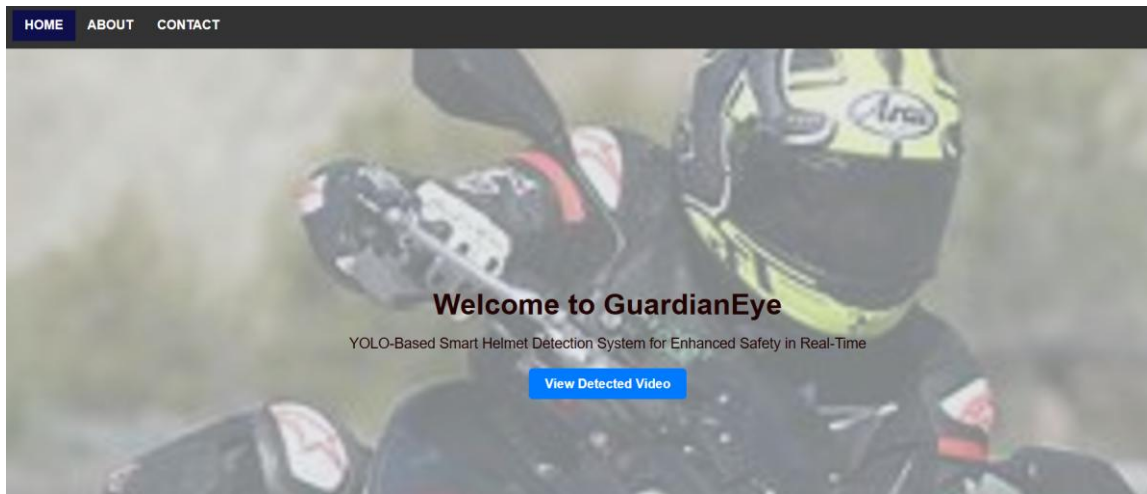 HOME ABOUT CONTACT
Arai
Welcome to GuardianEye
YOLO-Based Smart Helmet Detection System for Enhanced Safety in Real-Time
View Detected Video